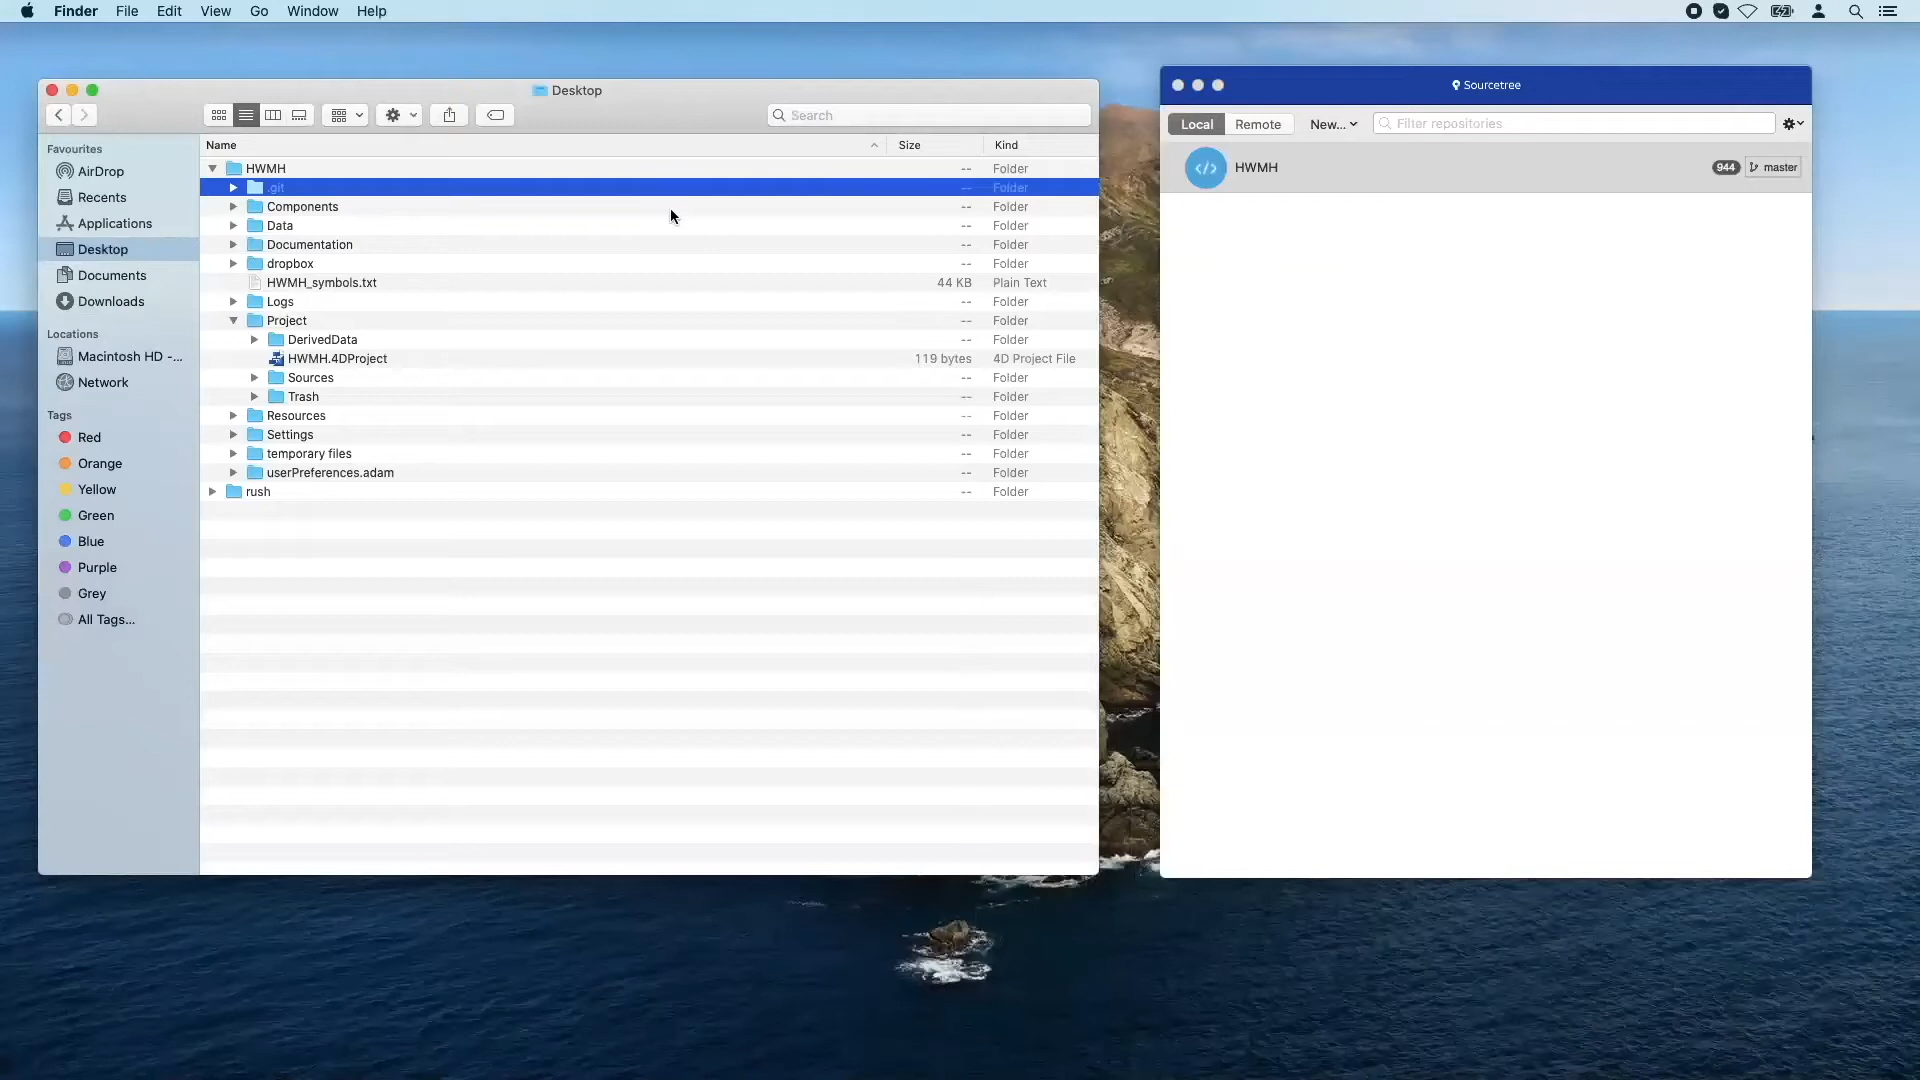 Finder File Edit View Go Window Help
Desktop
Search
Favourites
AirDrop
Recents
Applications
Desktop
Documents
Downloads
Locations
Macintosh HD -...
Network
Tags
Red
Orange
Yellow
Green
Blue
Purple
Grey
All Tags...
Name Size Kind
HWMH -- Folder
.git -- Folder
Components -- Folder
Data -- Folder
Documentation -- Folder
dropbox -- Folder
HWMH_symbols.txt 44 KB Plain Text
Logs -- Folder
Project -- Folder
DerivedData -- Folder
HWMH.4DProject 119 bytes 4D Project File
Sources -- Folder
Trash -- Folder
Resources -- Folder
Settings -- Folder
temporary files -- Folder
userPreferences.adam -- Folder
rush -- Folder
Sourcetree
Local Remote New... Filter repositories
HWMH 944 master